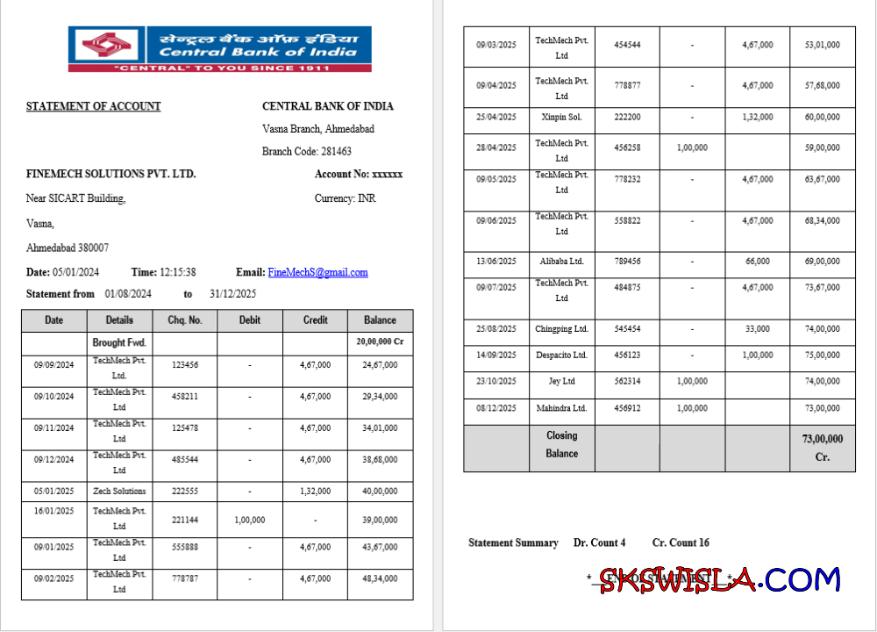 सेन्ट्रल बैंक ऑफ़ इंडिया
Central Bank of India
"CENTRAL" TO YOU SINCE 1911
STATEMENT OF ACCOUNT
CENTRAL BANK OF INDIA
Vasna Branch, Ahmedabad
Branch Code: 281463
FINEMECH SOLUTIONS PVT. LTD.
Account No: xxxxxx
Near SICART Building,
Currency: INR
Vasna,
Ahmedabad 380007
Date: 05/01/2024 Time: 12:15:38 Email: FineMechS@gmail.com
Statement from 01/08/2024 to 31/12/2025
Date Details Chq. No. Debit Credit Balance
Brought Fwd. 20,00,000 Cr
09/09/2024 TechMech Pvt. Ltd. 123456 - 4,67,000 24,67,000
09/10/2024 TechMech Pvt. Ltd 458211 - 4,67,000 29,34,000
09/11/2024 TechMech Pvt. Ltd 125478 - 4,67,000 34,01,000
09/12/2024 TechMech Pvt. Ltd 485544 - 4,67,000 38,68,000
05/01/2025 Zech Solutions 222555 - 1,32,000 40,00,000
16/01/2025 TechMech Pvt. Ltd 221144 1,00,000 - 39,00,000
09/01/2025 TechMech Pvt. Ltd 555888 - 4,67,000 43,67,000
09/02/2025 TechMech Pvt. Ltd 778787 - 4,67,000 48,34,000
09/03/2025 TechMech Pvt. Ltd 454544 - 4,67,000 53,01,000
09/04/2025 TechMech Pvt. Ltd 778877 - 4,67,000 57,68,000
25/04/2025 Xinpin Sol. 222200 - 1,32,000 60,00,000
28/04/2025 TechMech Pvt. Ltd 456258 1,00,000 59,00,000
09/05/2025 TechMech Pvt. Ltd 778232 - 4,67,000 63,67,000
09/06/2025 TechMech Pvt. Ltd 558822 - 4,67,000 68,34,000
13/06/2025 Alibaba Ltd. 789456 - 66,000 69,00,000
09/07/2025 TechMech Pvt. Ltd 484875 - 4,67,000 73,67,000
25/08/2025 Chingping Ltd. 545454 - 33,000 74,00,000
14/09/2025 Despacito Ltd. 456123 - 1,00,000 75,00,000
23/10/2025 Jey Ltd 562314 1,00,000 74,00,000
08/12/2025 Mahindra Ltd. 456912 1,00,000 73,00,000
Closing Balance 73,00,000 Cr.
Statement Summary Dr. Count 4 Cr. Count 16
SKSWISLA.COM